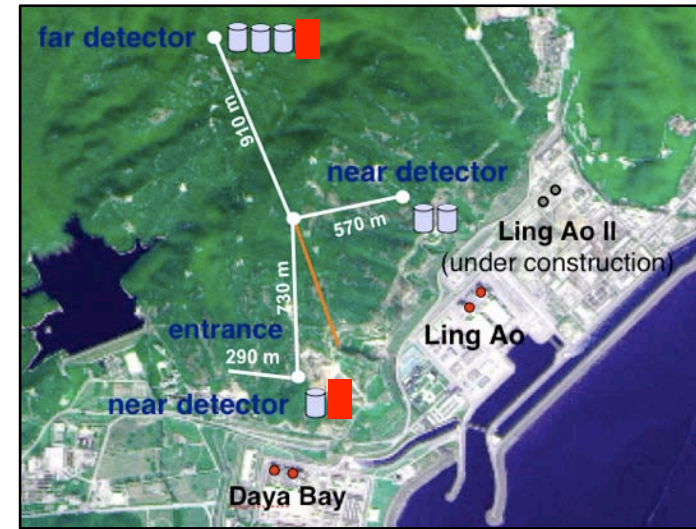 far detector
910 m
near detector
570 m
Ling Ao II
(under construction)
730 m
Ling Ao
entrance
290 m
near detector
Daya Bay